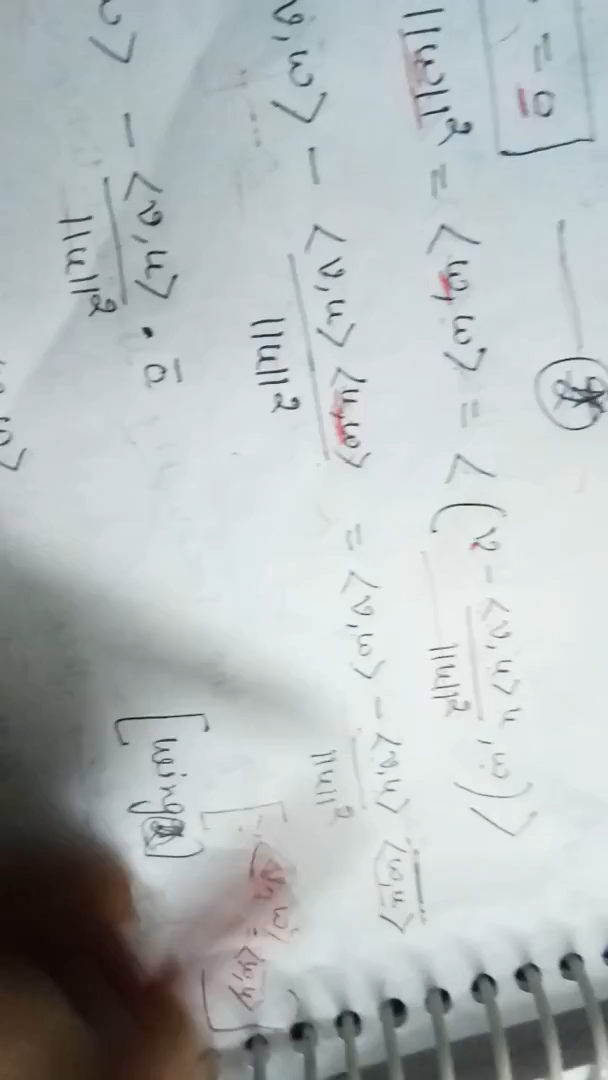 = 0
||w||² = <w, w> = <(v - <v, u>u / ||u||², w)>
v, w> - <v, u> <u, w> / ||u||² = <v, w> - <v, u> / ||u||² <w, u>‾
w> - <v, u> / ||u||² · 0̄
[using